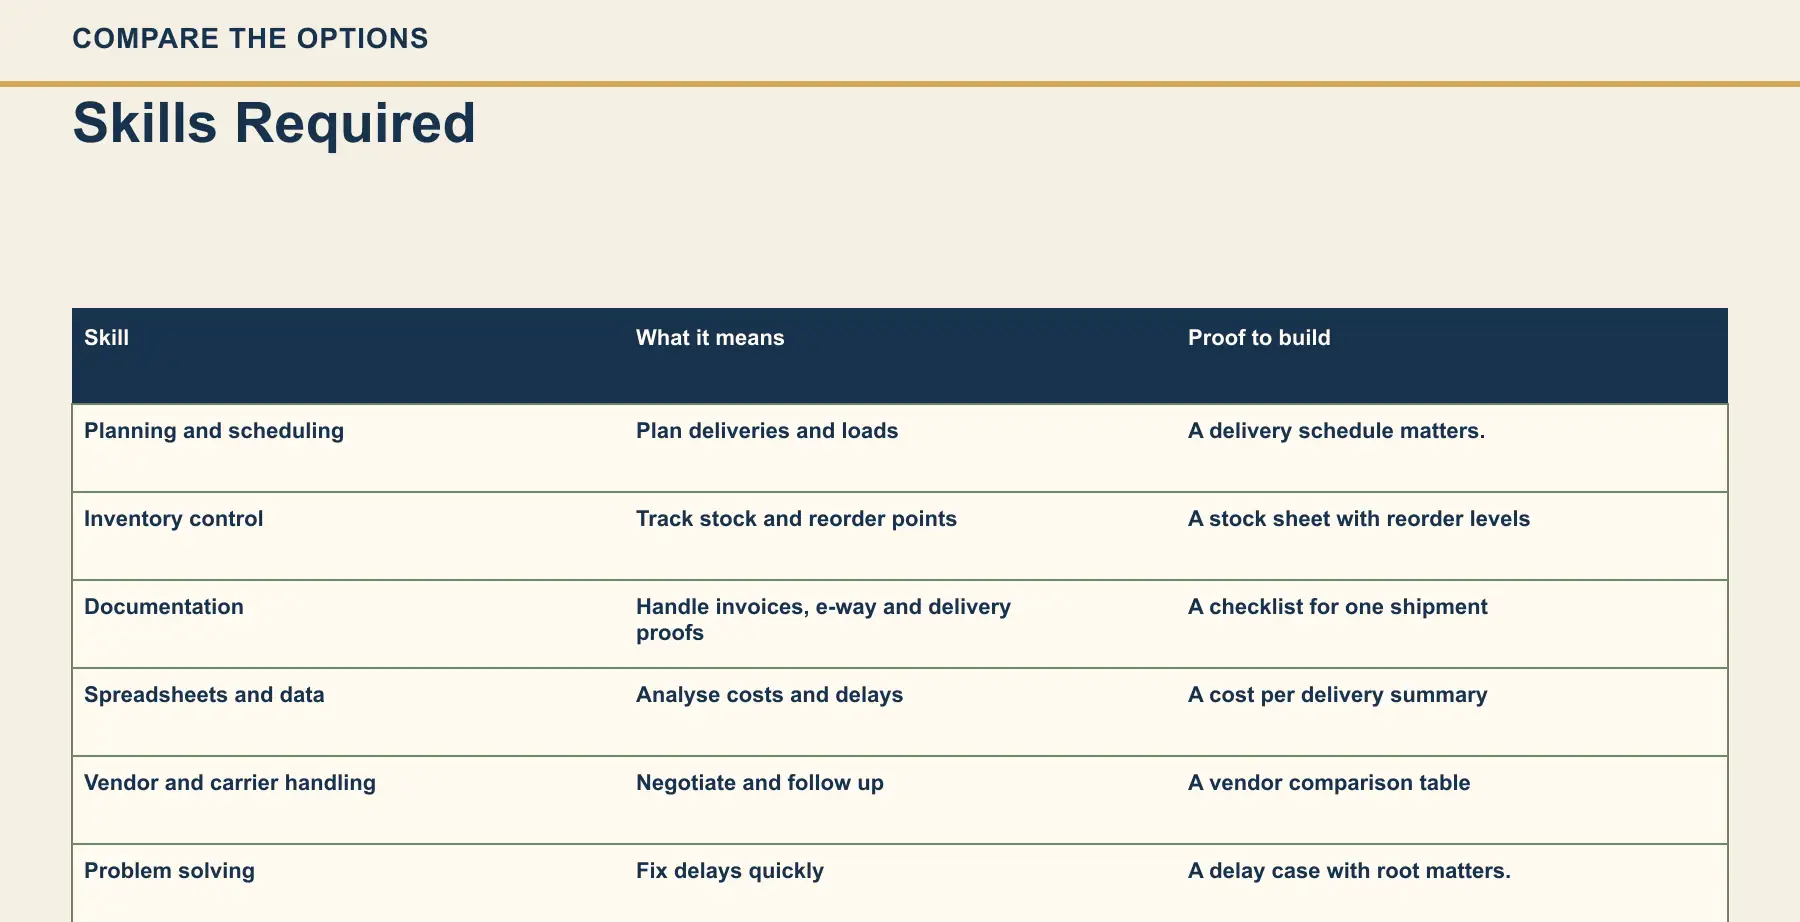 COMPARE THE OPTIONS
Skills Required
Skill What it means Proof to build
Planning and scheduling Plan deliveries and loads A delivery schedule matters.
Inventory control Track stock and reorder points A stock sheet with reorder levels
Documentation Handle invoices, e-way and delivery A checklist for one shipment
proofs
Spreadsheets and data Analyse costs and delays A cost per delivery summary
Vendor and carrier handling Negotiate and follow up A vendor comparison table
Problem solving Fix delays quickly A delay case with root matters.